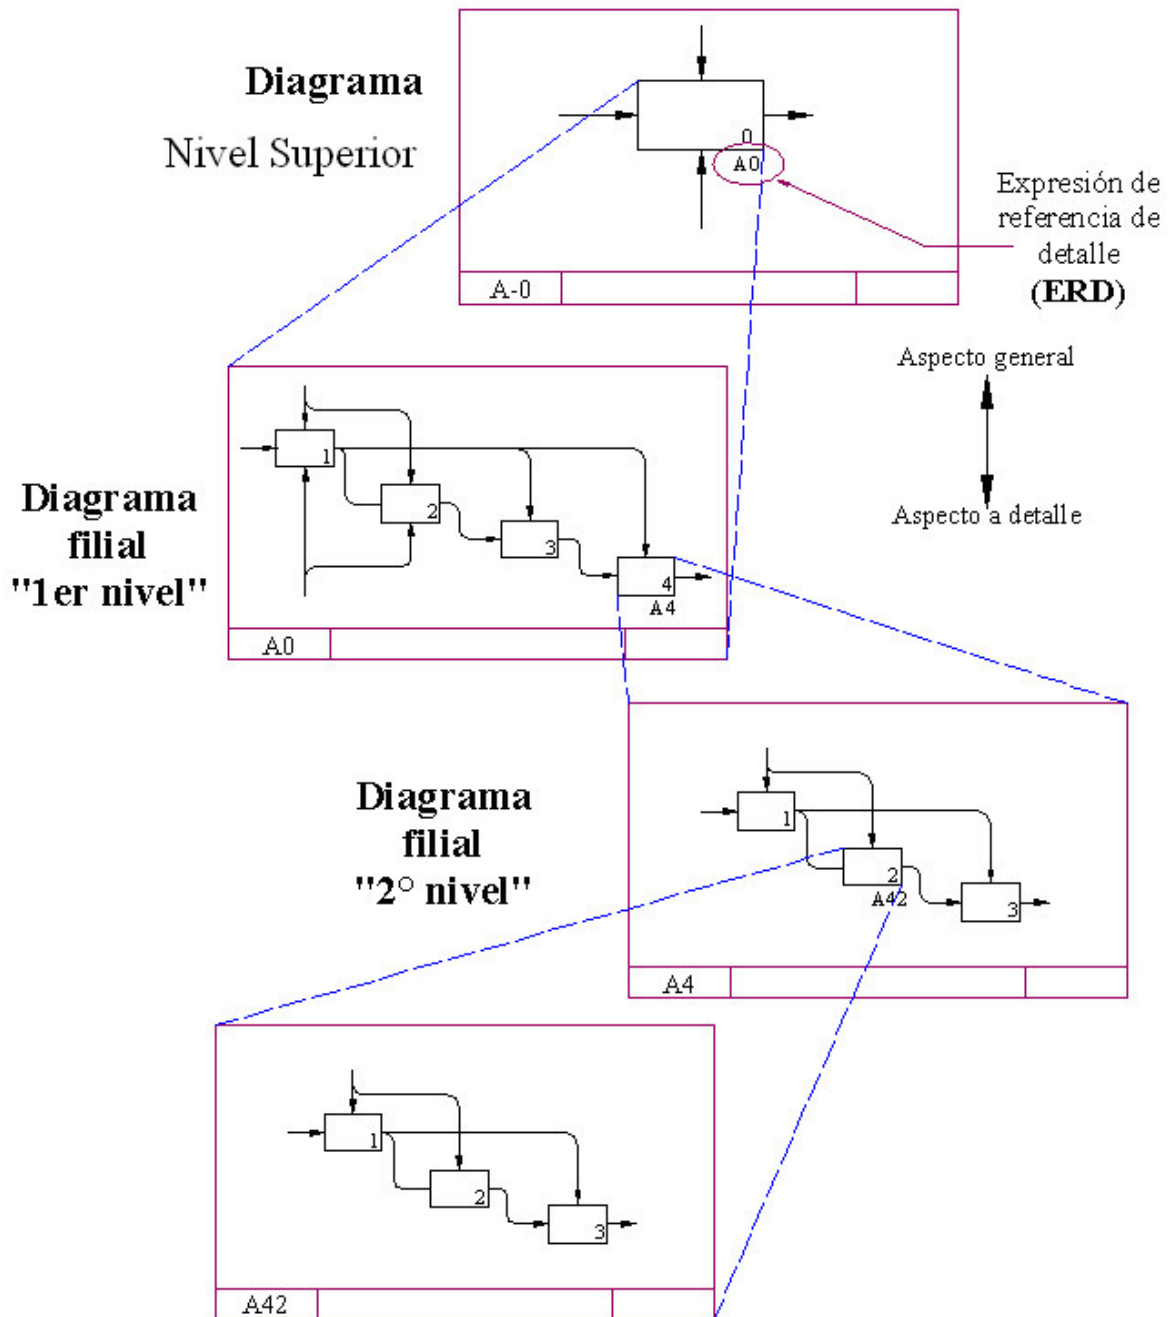 Diagrama
Nivel Superior
0
A0
A-0
Expresión de
referencia de
detalle
(ERD)
Aspecto general
Aspecto a detalle
Diagrama
filial
"1er nivel"
1
2
3
4
A4
A0
Diagrama
filial
"2° nivel"
1
2
A42
3
A4
1
2
3
A42